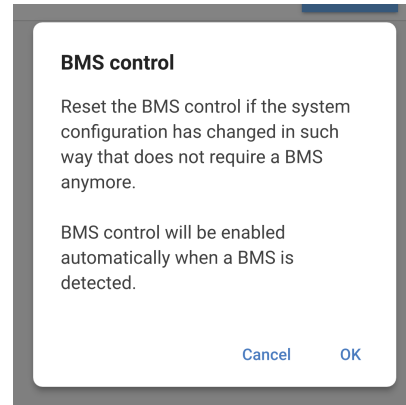 BMS control
Reset the BMS control if the system
configuration has changed in such
way that does not require a BMS
anymore.
BMS control will be enabled
automatically when a BMS is
detected.
Cancel OK